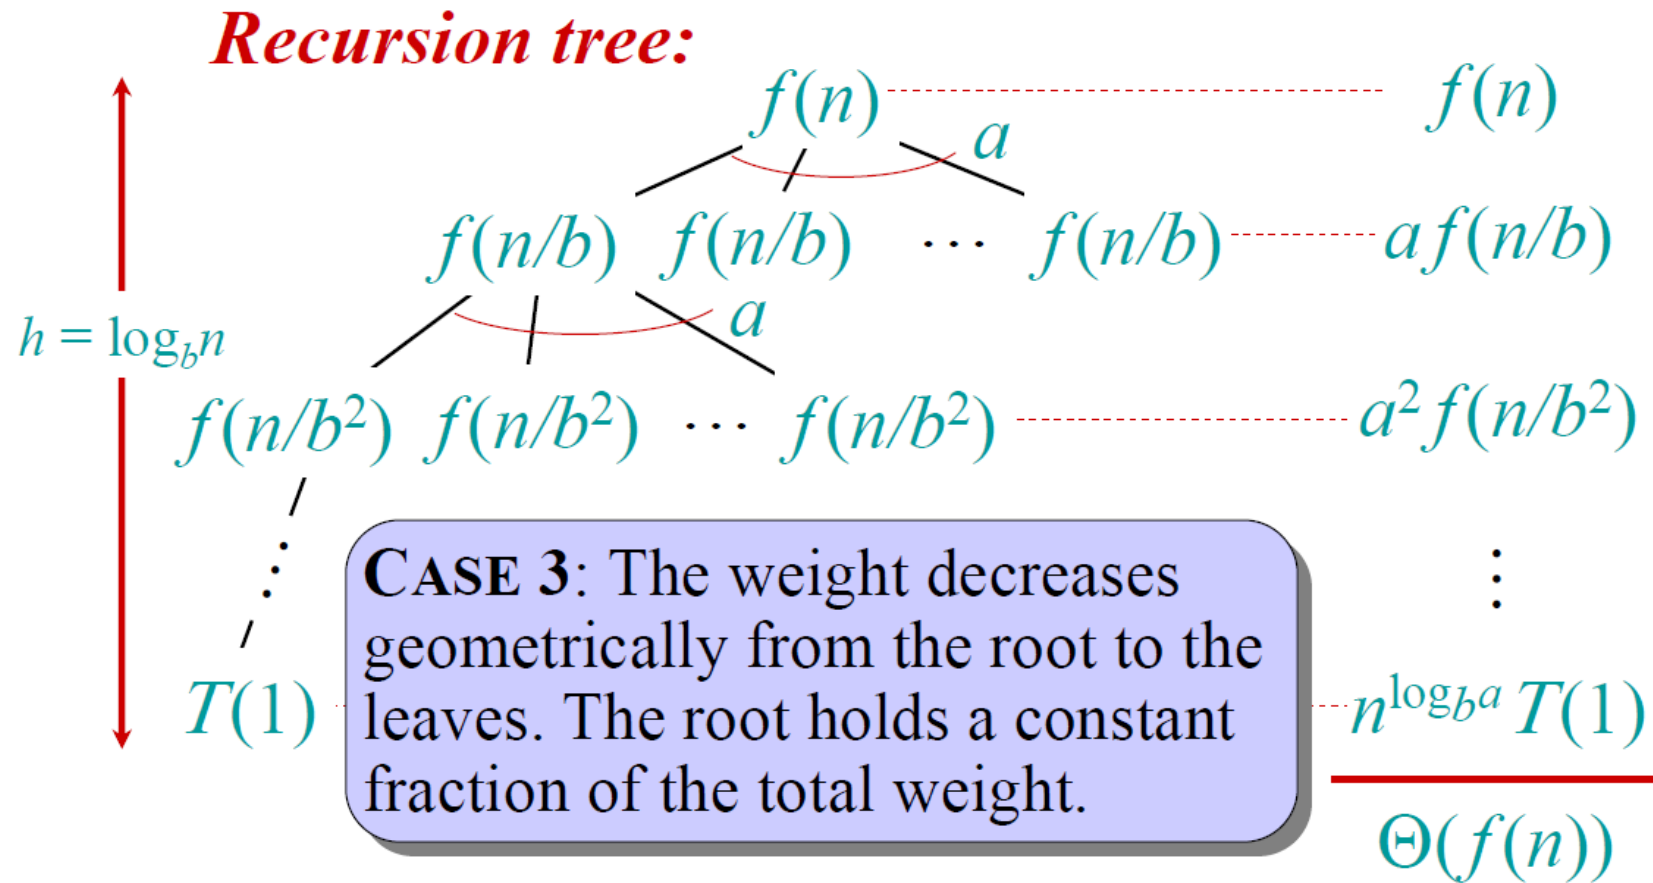 Recursion tree:
f(n) f(n)
a
f(n/b) f(n/b) ⋯ f(n/b) a f(n/b)
a
h = log_b n
f(n/b²) f(n/b²) ⋯ f(n/b²) a² f(n/b²)
CASE 3: The weight decreases
geometrically from the root to the
leaves. The root holds a constant
fraction of the total weight.
T(1) n^{log_b a} T(1)
Θ(f(n))